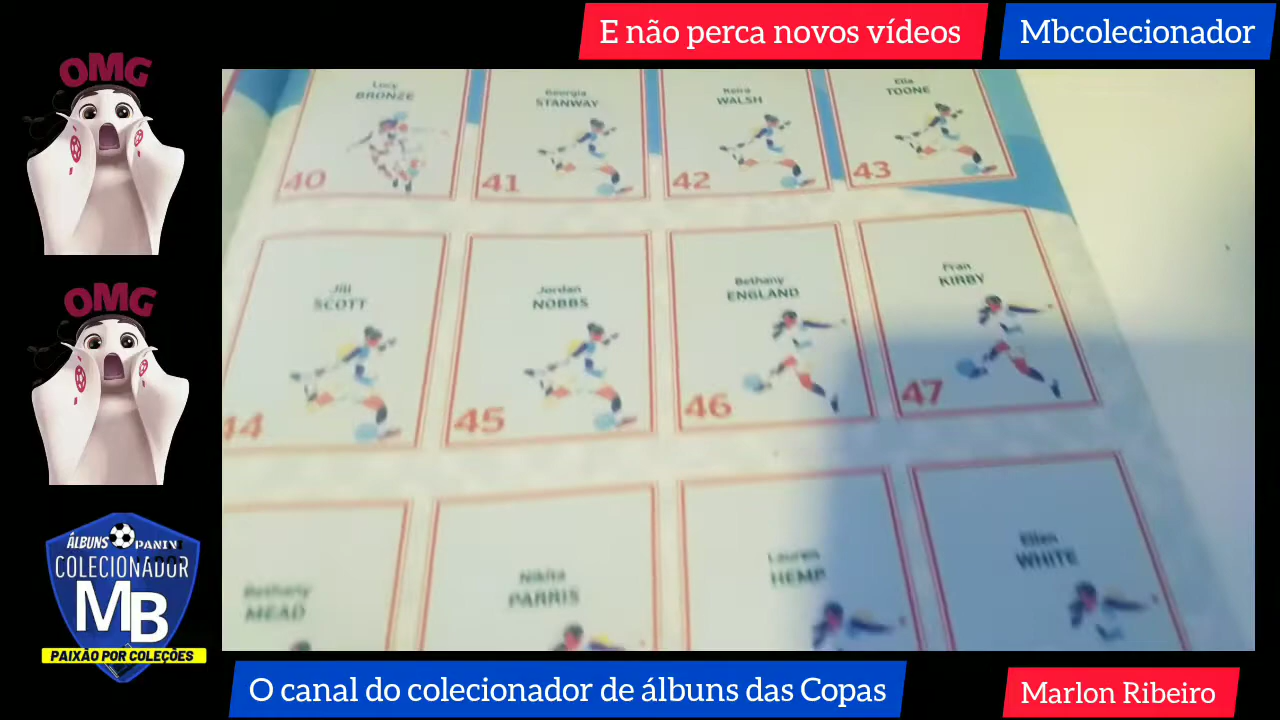 E não perca novos vídeos
Mbcolecionador
OMG
OMG
ÁLBUNS PANINI
COLECIONADOR
MB
PAIXÃO POR COLEÇÕES
Lucy
BRONZE
40
Georgia
STANWAY
41
Keira
WALSH
42
Ella
TOONE
43
Jill
SCOTT
44
Jordan
NOBBS
45
Bethany
ENGLAND
46
Fran
KIRBY
47
Bethany
MEAD
Nikita
PARRIS
Lauren
HEMP
Ellen
WHITE
O canal do colecionador de álbuns das Copas
Marlon Ribeiro